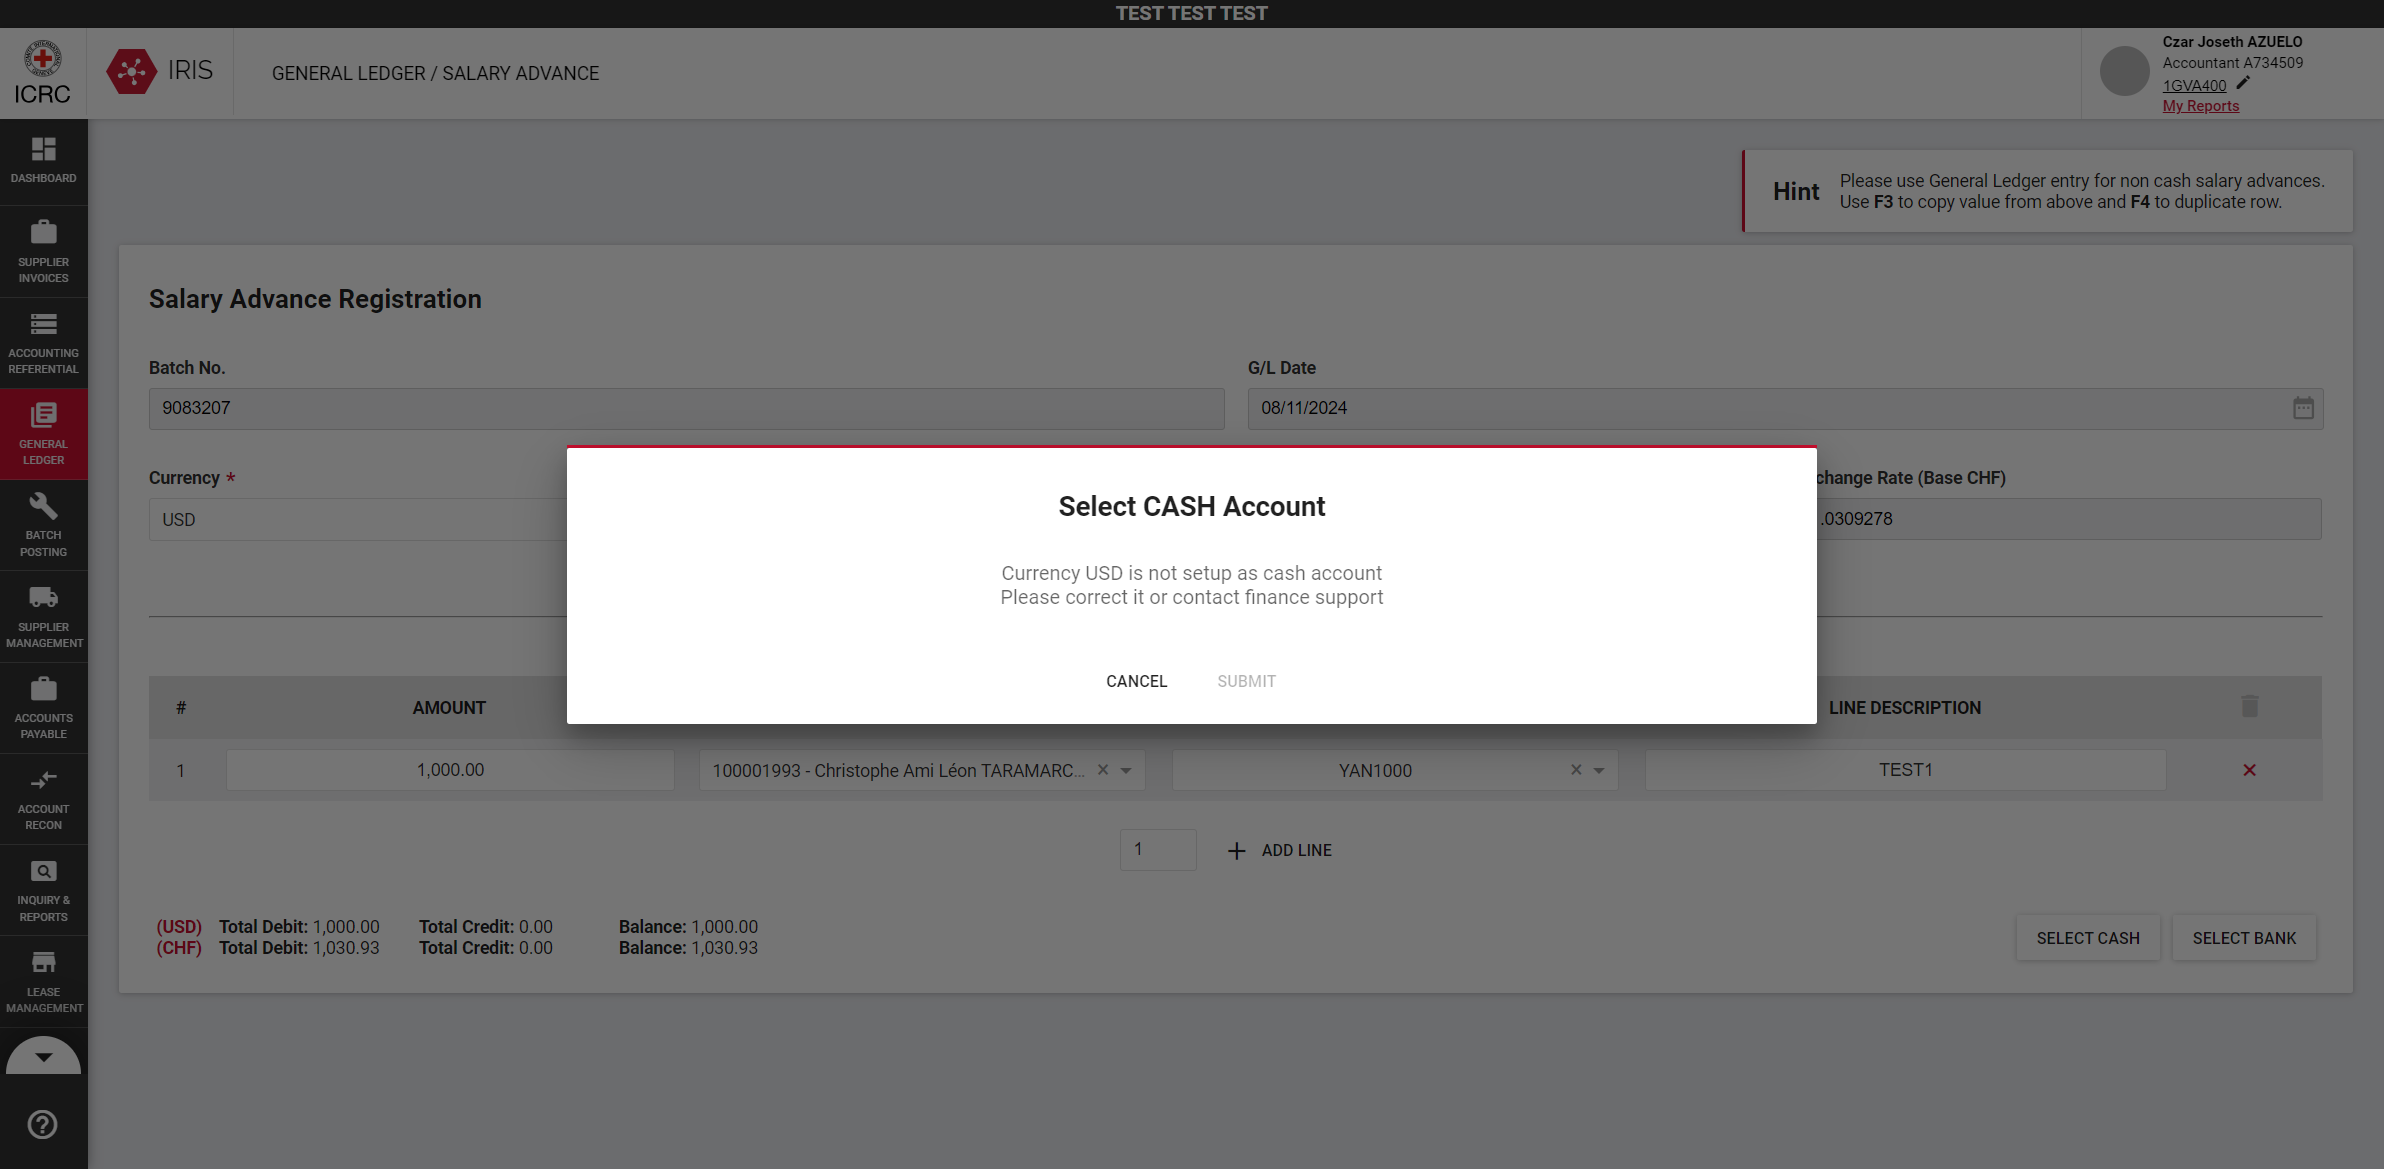 TEST TEST TEST
ICRC
IRIS
GENERAL LEDGER / SALARY ADVANCE
Czar Joseth AZUELO
Accountant A734509
1GVA400
My Reports
DASHBOARD
SUPPLIER
INVOICES
ACCOUNTING
REFERENTIAL
GENERAL
LEDGER
BATCH
POSTING
SUPPLIER
MANAGEMENT
ACCOUNTS
PAYABLE
ACCOUNT
RECON
INQUIRY &
REPORTS
LEASE
MANAGEMENT
Hint
Please use General Ledger entry for non cash salary advances.
Use F3 to copy value from above and F4 to duplicate row.
Salary Advance Registration
Batch No.
G/L Date
9083207
08/11/2024
Currency *
change Rate (Base CHF)
USD
.0309278
Select CASH Account
Currency USD is not setup as cash account
Please correct it or contact finance support
CANCEL SUBMIT
# AMOUNT LINE DESCRIPTION
1 1,000.00 100001993 - Christophe Ami Léon TARAMARC... YAN1000 TEST1
1 + ADD LINE
(USD) Total Debit: 1,000.00 Total Credit: 0.00 Balance: 1,000.00
(CHF) Total Debit: 1,030.93 Total Credit: 0.00 Balance: 1,030.93
SELECT CASH SELECT BANK